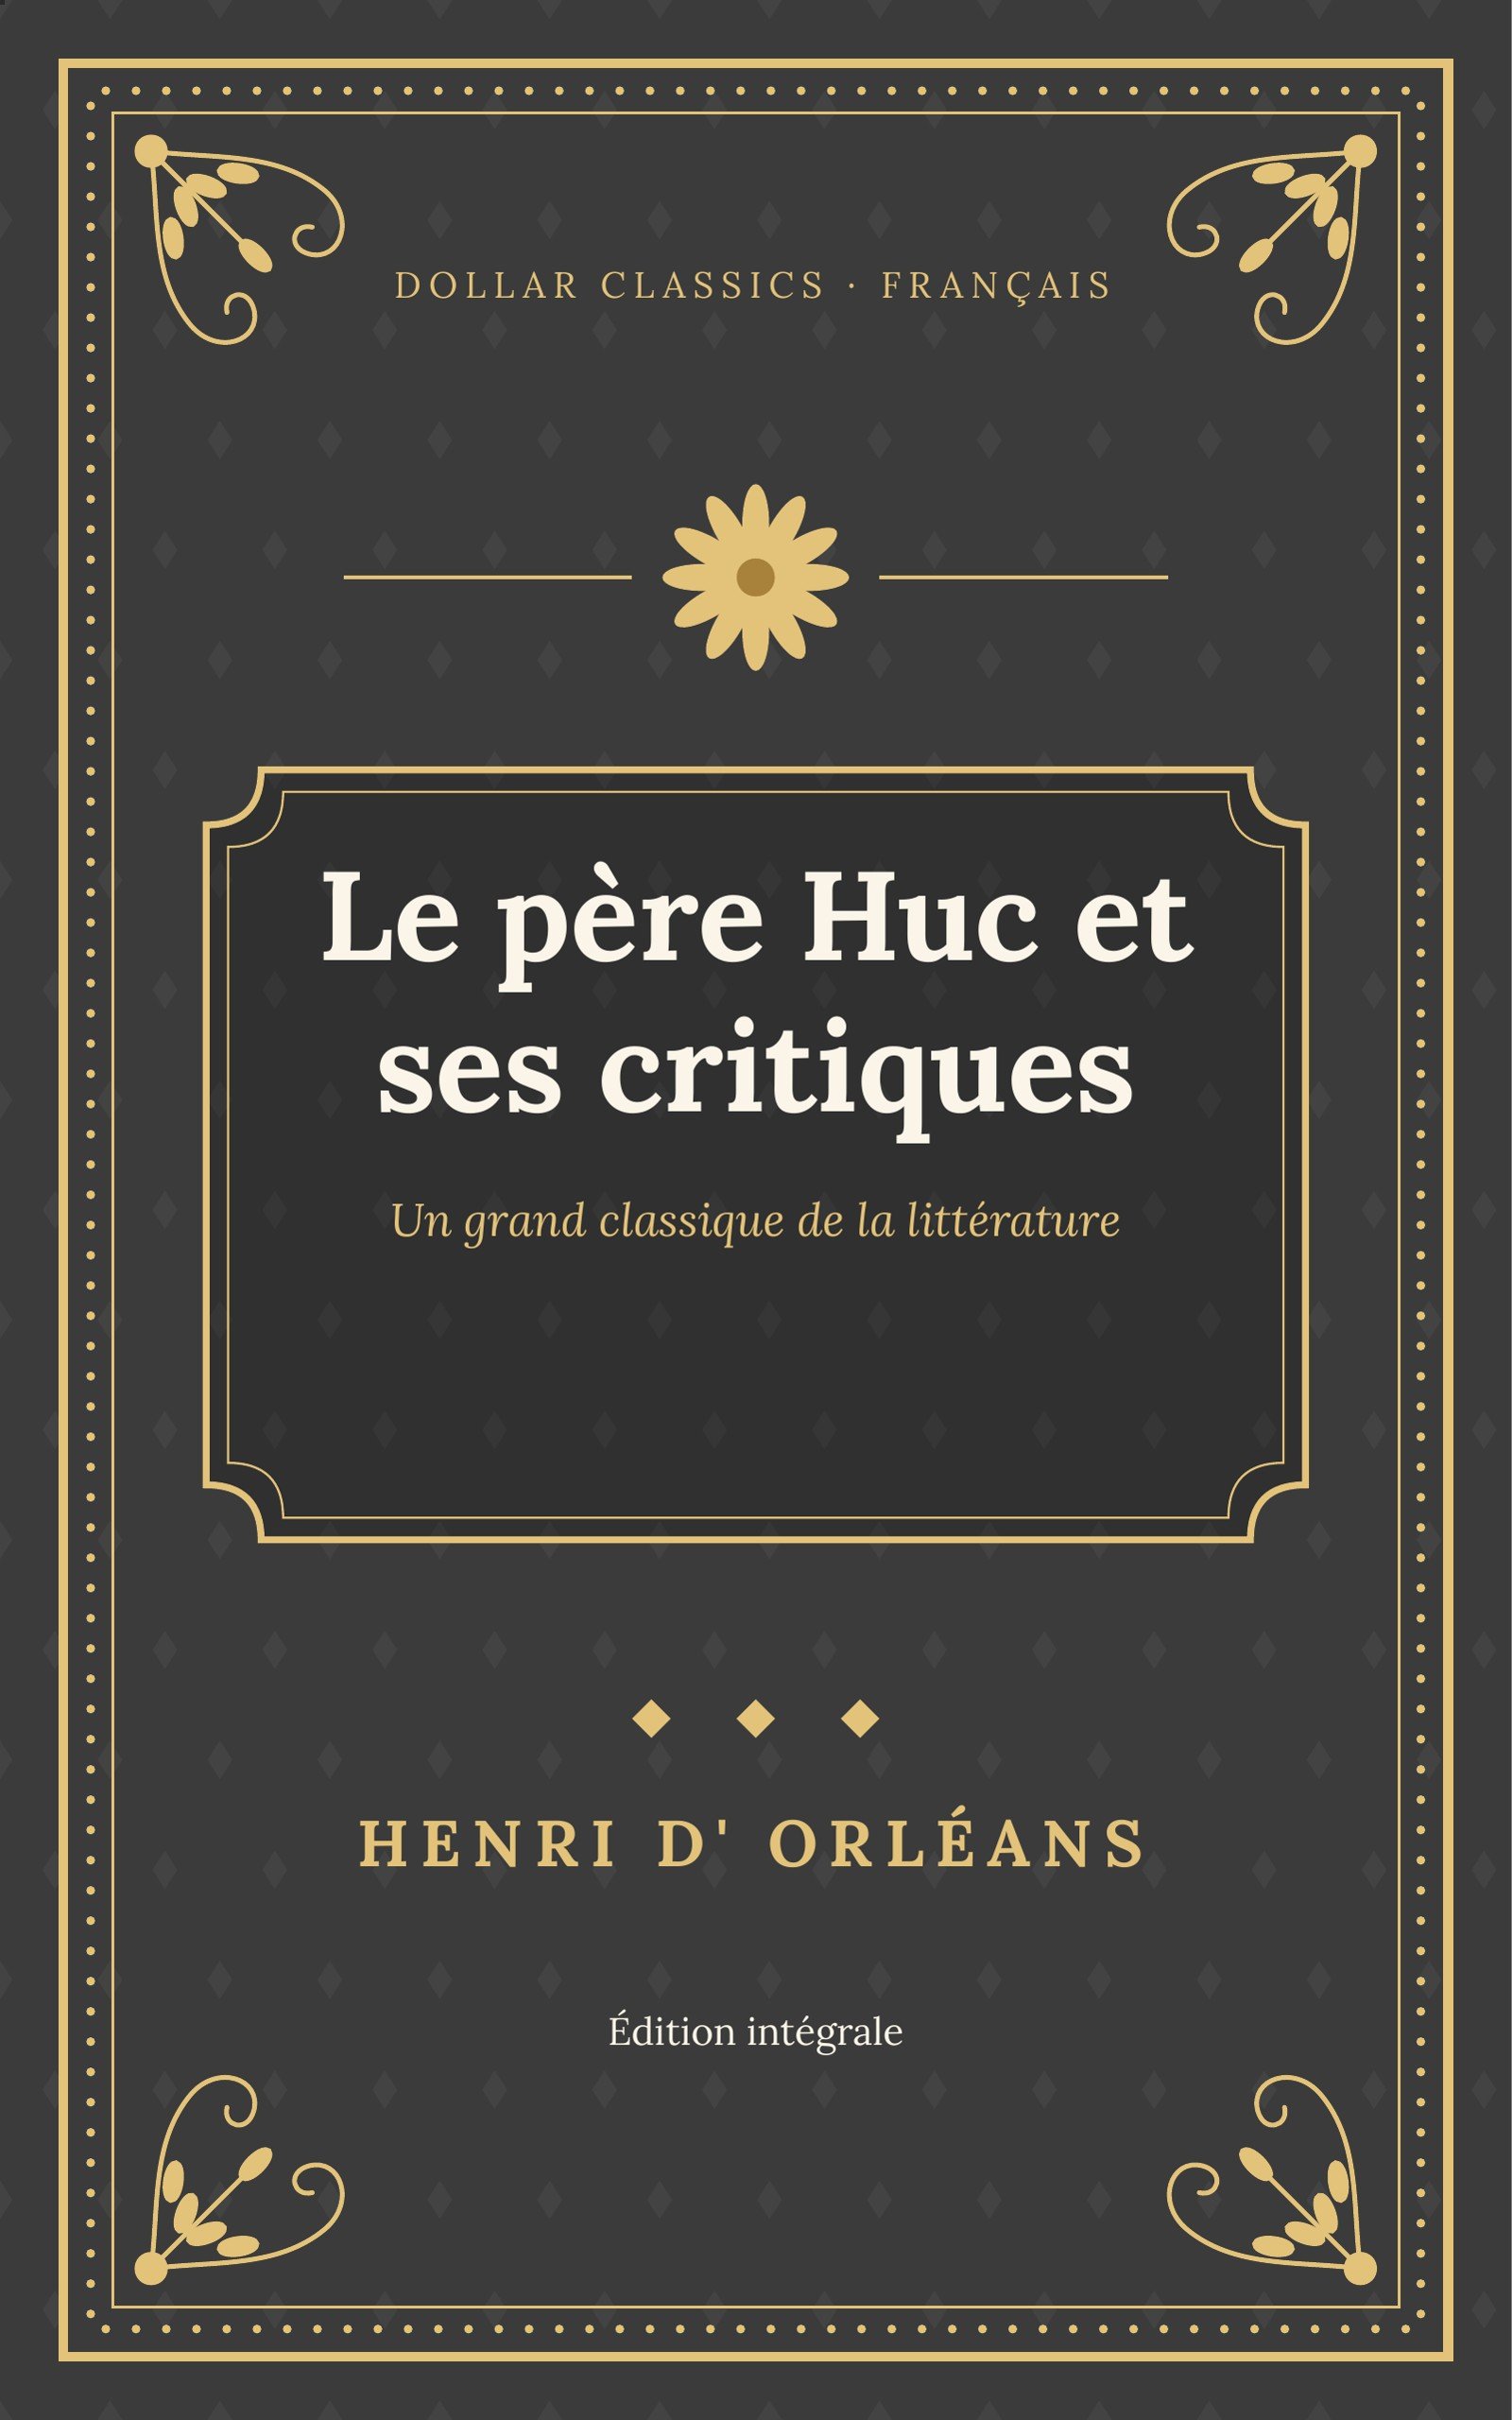 DOLLAR CLASSICS · FRANÇAIS
Le père Huc et
ses critiques
Un grand classique de la littérature
HENRI D' ORLÉANS
Édition intégrale